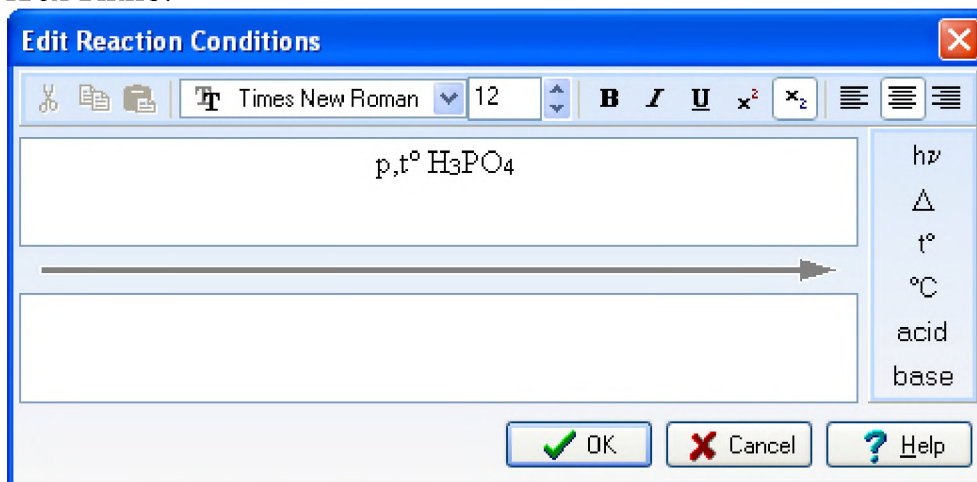 Edit Reaction Conditions
Times New Roman 12 B I U x² x₂
p,t° H₃PO₄
hν
Δ
t°
°C
acid
base
OK Cancel Help